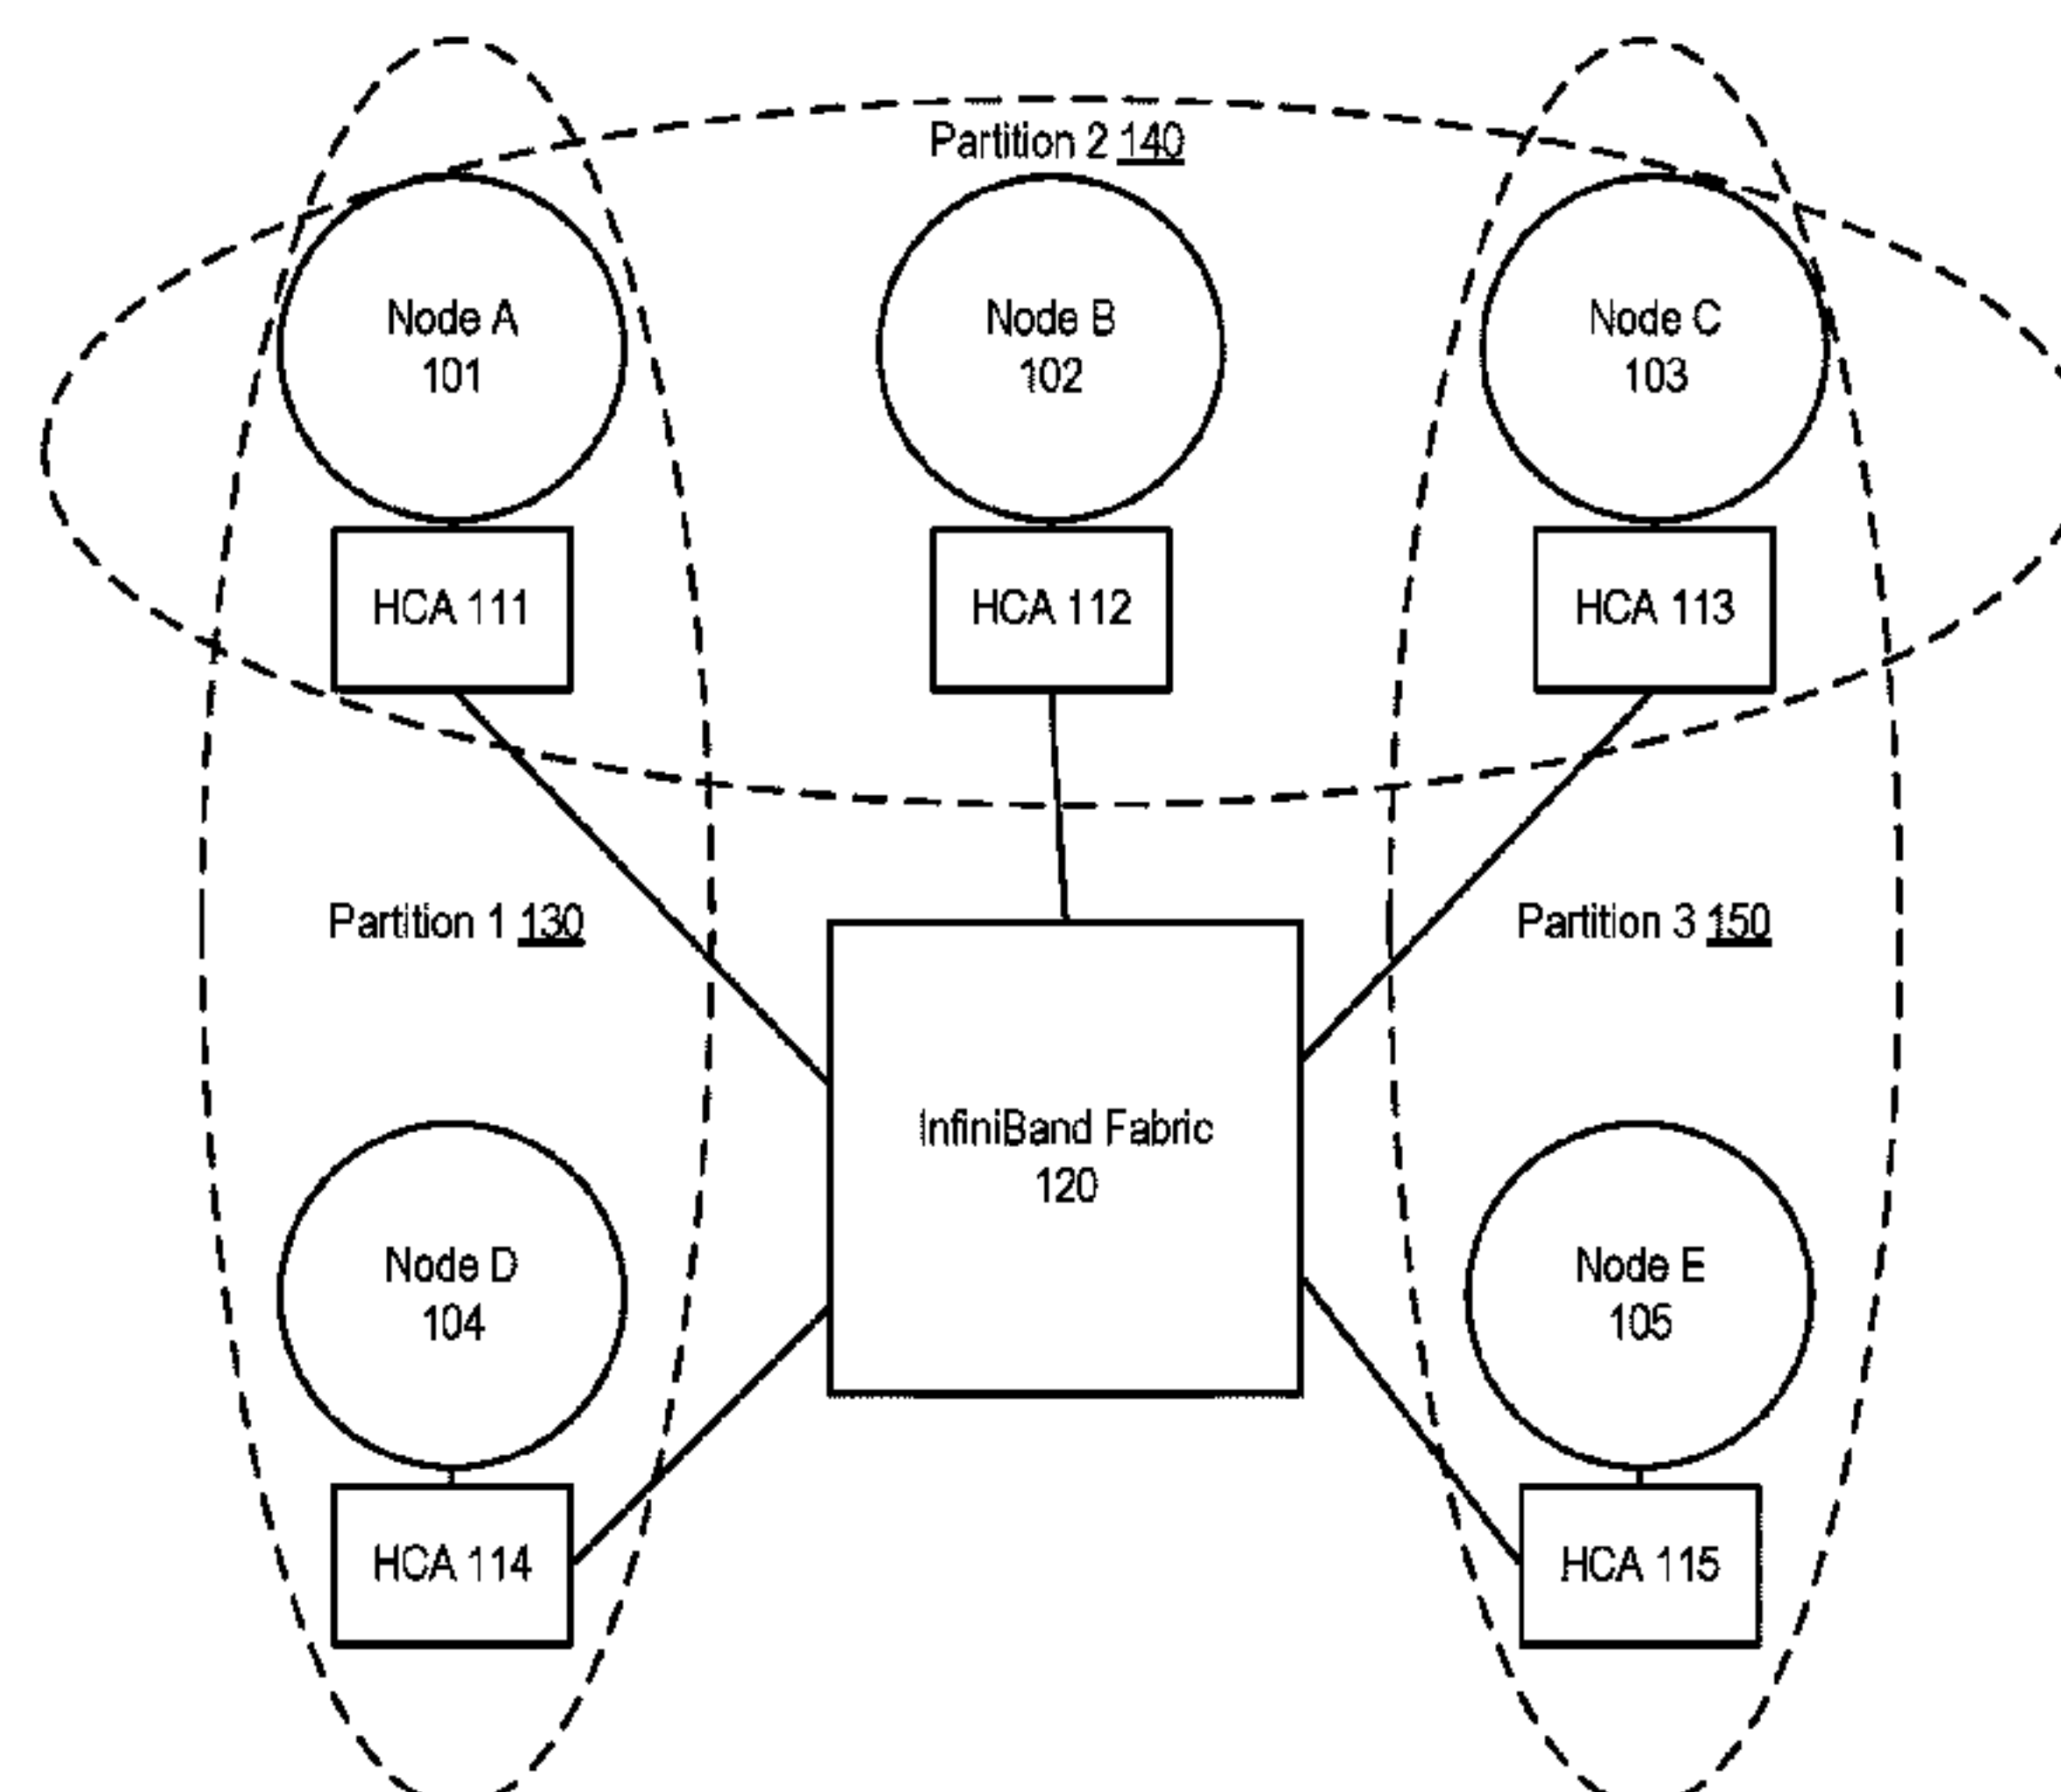 Partition 2 140
Node A
101
Node B
102
Node C
103
HCA 111
HCA 112
HCA 113
Partition 1 130
Partition 3 150
InfiniBand Fabric
120
Node D
104
Node E
105
HCA 114
HCA 115